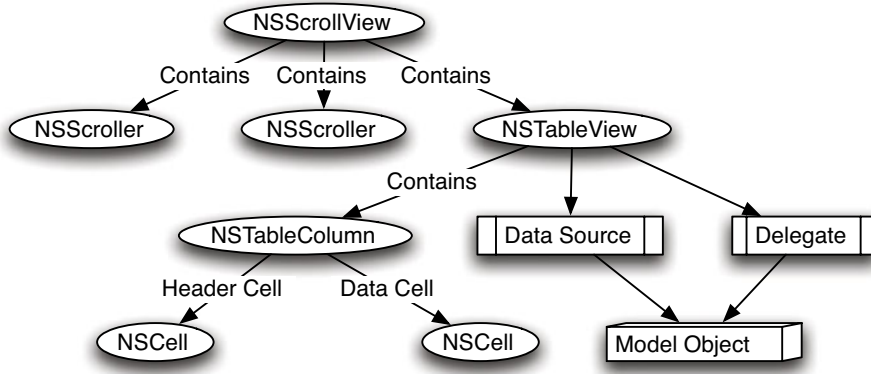 NSScrollView
Contains
Contains
Contains
NSScroller
NSScroller
NSTableView
Contains
NSTableColumn
Data Source
Delegate
Header Cell
Data Cell
NSCell
NSCell
Model Object